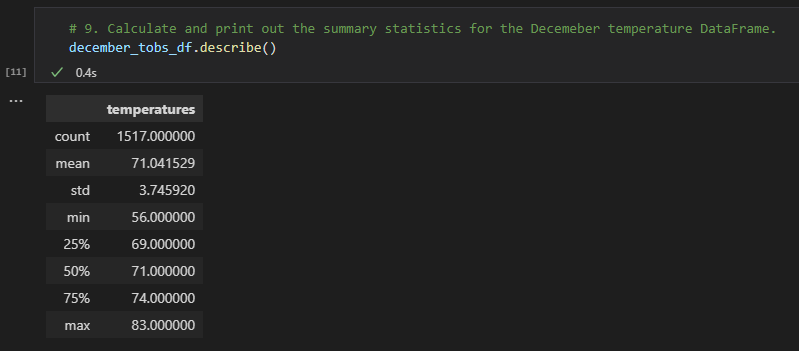 # 9. Calculate and print out the summary statistics for the Decemeber temperature DataFrame.
december_tobs_df.describe()
[11] ✓ 0.4s
...
temperatures
count 1517.000000
mean 71.041529
std 3.745920
min 56.000000
25% 69.000000
50% 71.000000
75% 74.000000
max 83.000000